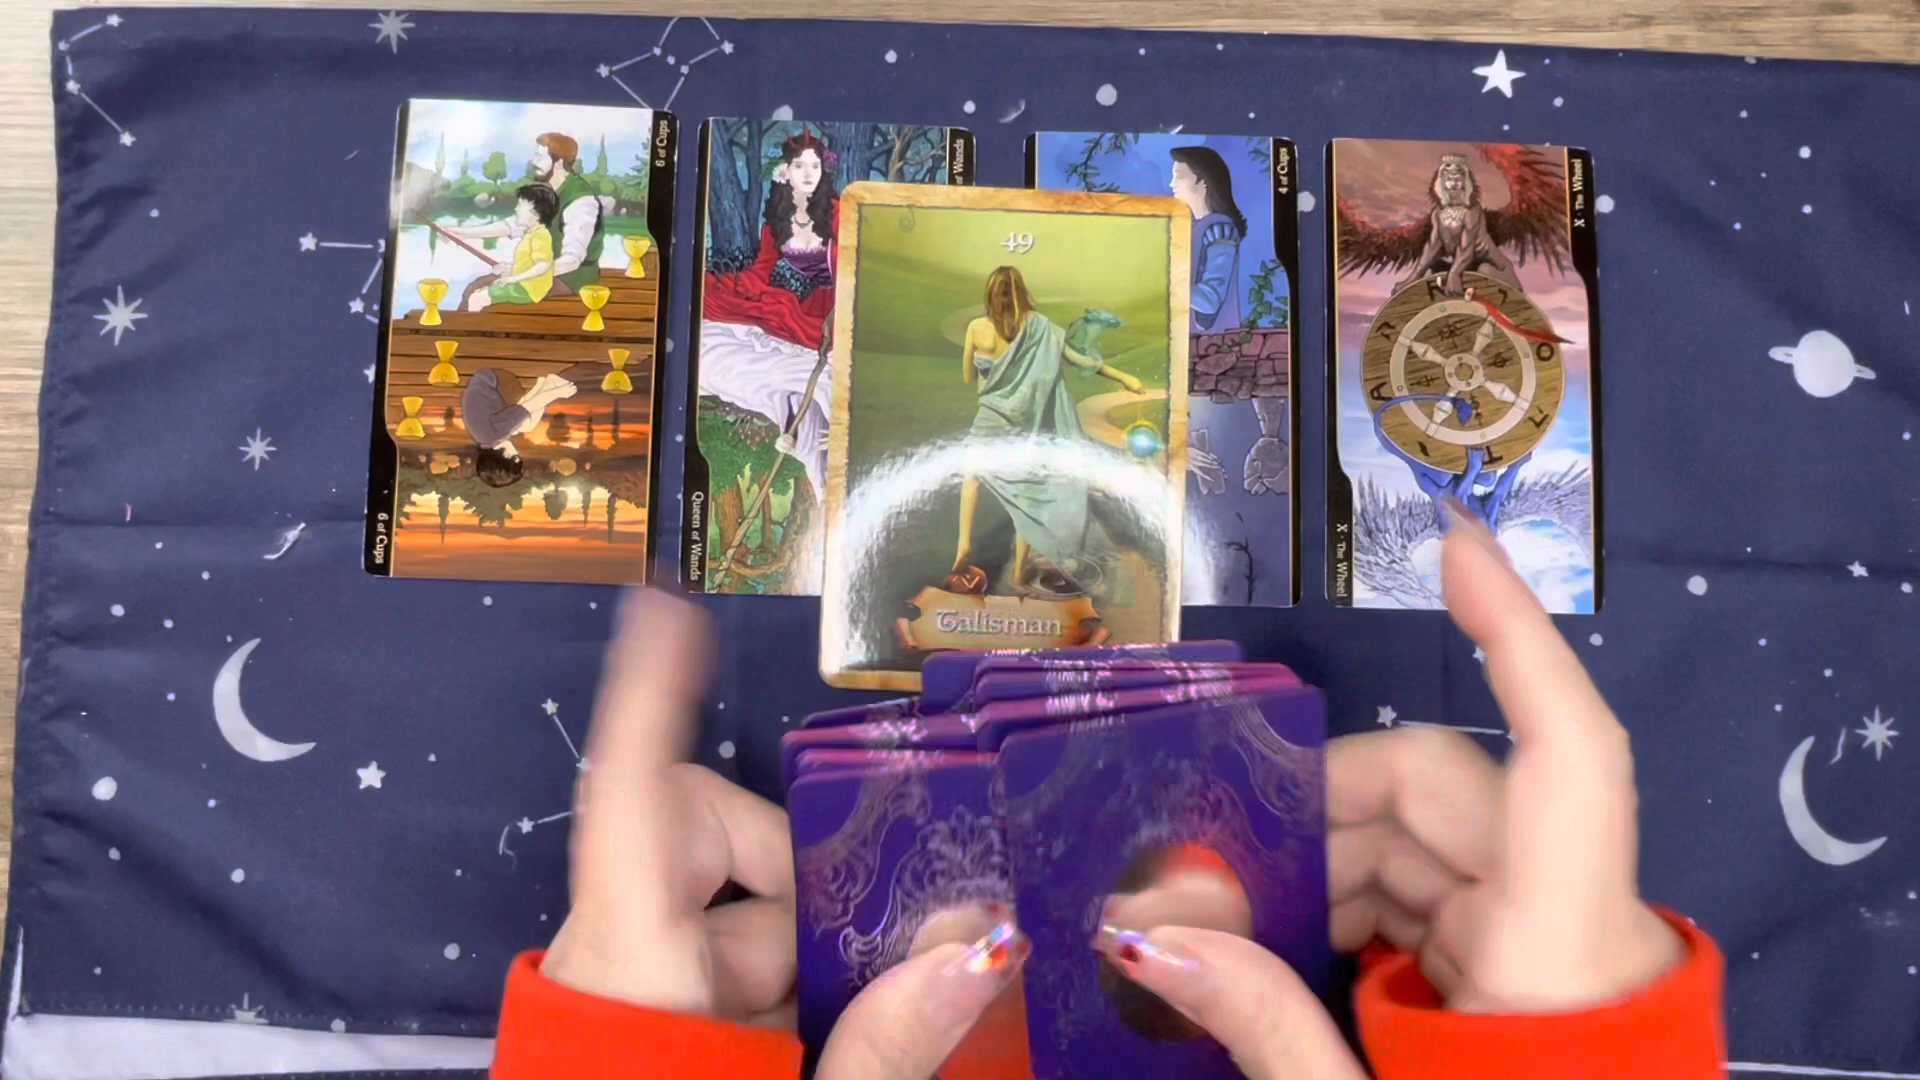 6 of Cups
6 of Cups
of Wands
Queen of Wands
49
Talisman
4 of Cups
X · The Wheel
X · The Wheel